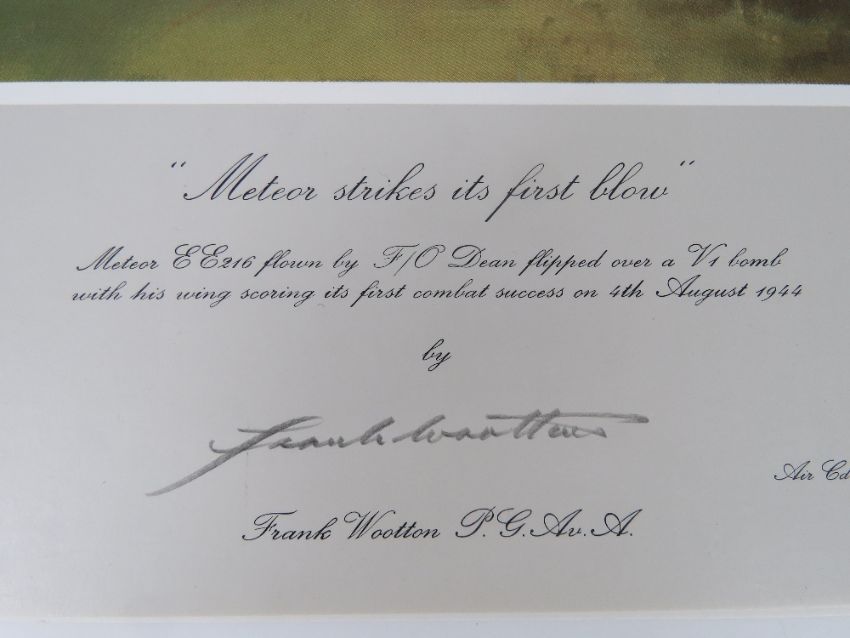 "Meteor strikes its first blow"
Meteor EE216 flown by F/O Dean flipped over a V1 bomb
with his wing scoring its first combat success on 4th August 1944
by
Frank Wootton
Air Cd
Frank Wootton P.G.Av.A.